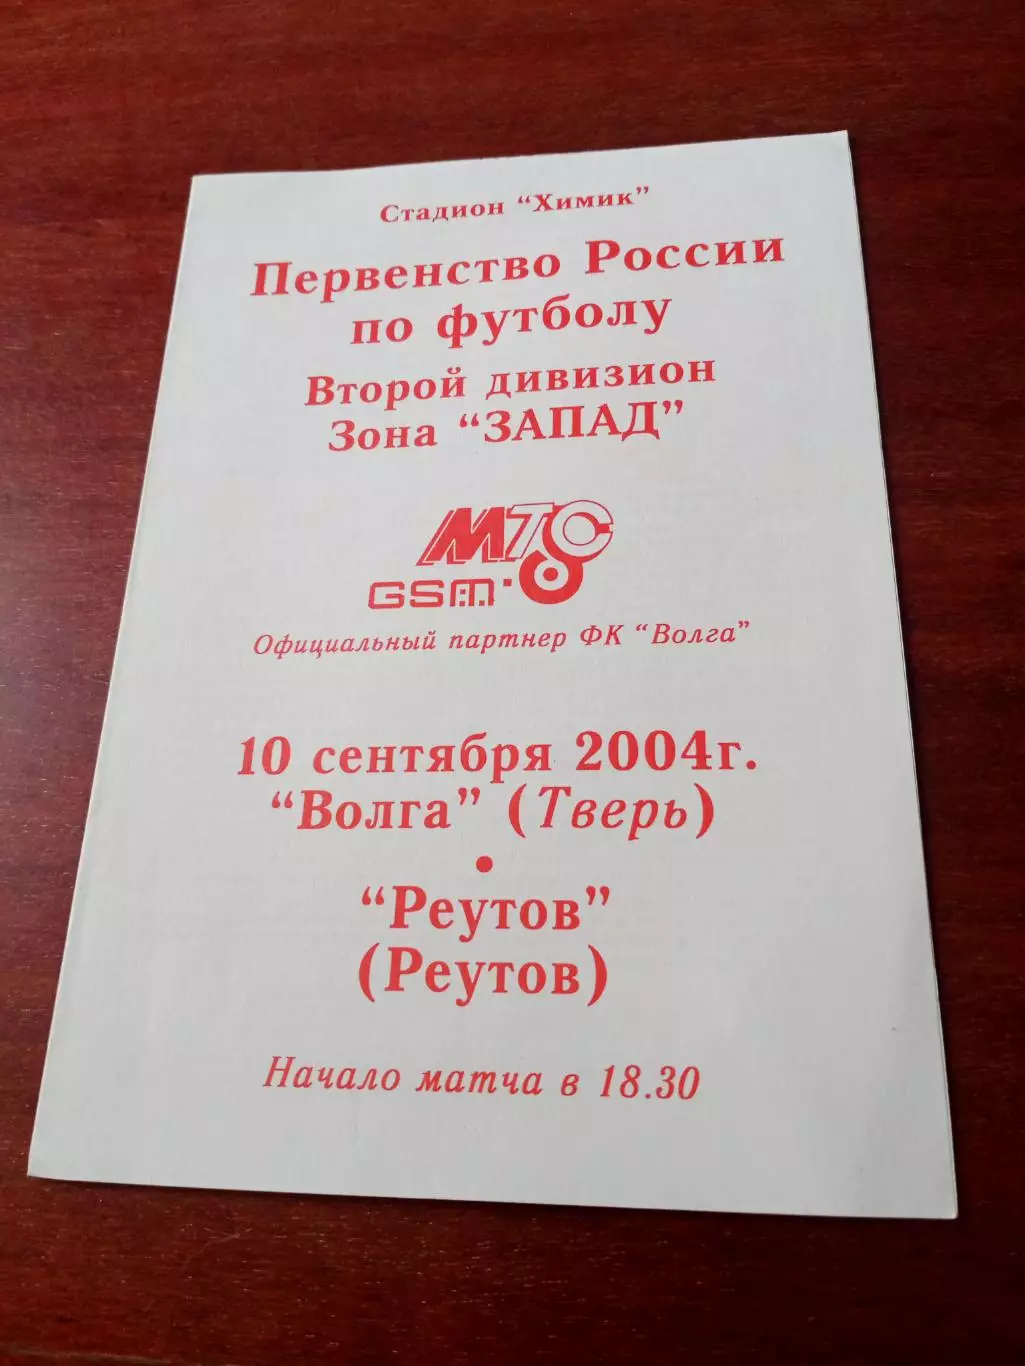 Стадион “Химик”
Первенство России
по футболу
Второй дивизион
Зона “ЗАПАД”
МТС
GSM
Официальный партнер ФК “Волга”
10 сентября 2004г.
“Волга” (Тверь)
•
“Реутов”
(Реутов)
Начало матча в 18.30